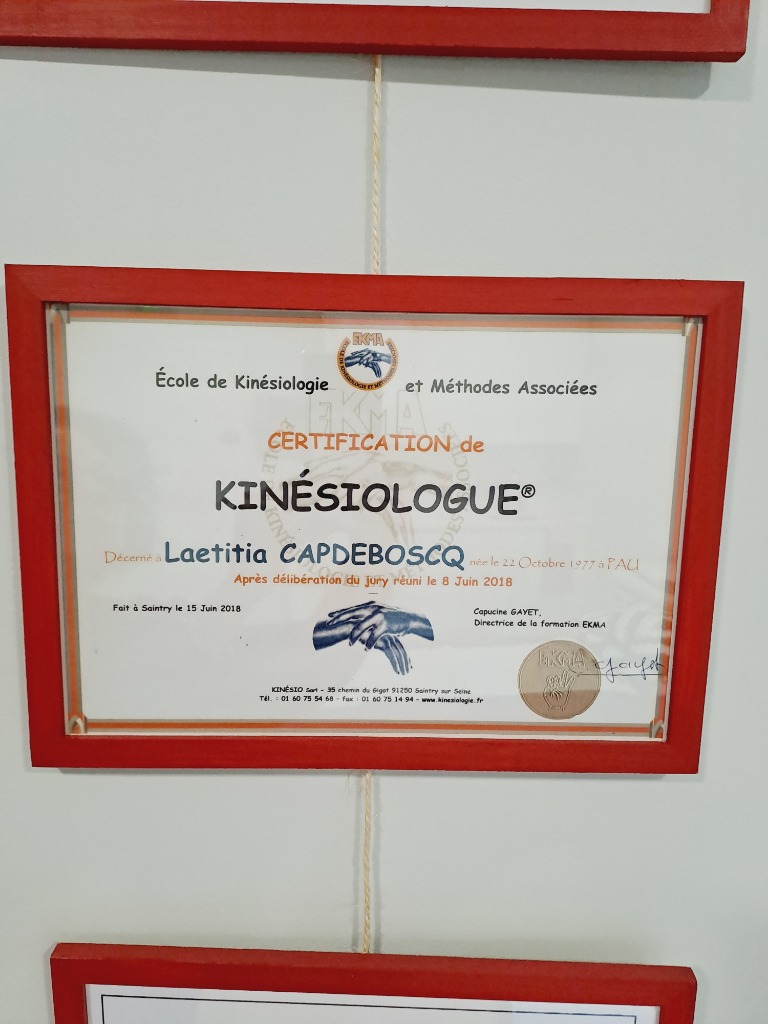 EKMA
École de Kinésiologie et Méthodes Associées
CERTIFICATION de
KINÉSIOLOGUE®
Décerné à Laetitia CAPDEBOSCQ née le 22 Octobre 1977 à PAU
Après délibération du jury réuni le 8 Juin 2018
Fait à Saintry le 15 Juin 2018
Capucine GAYET,
Directrice de la formation EKMA
EKMA
Gayet
KINÉSIO Sarl - 35 chemin du Gigot 91250 Saintry sur Seine
Tél. : 01 60 75 54 68 - fax : 01 60 75 14 94 - www.kinesiologie.fr